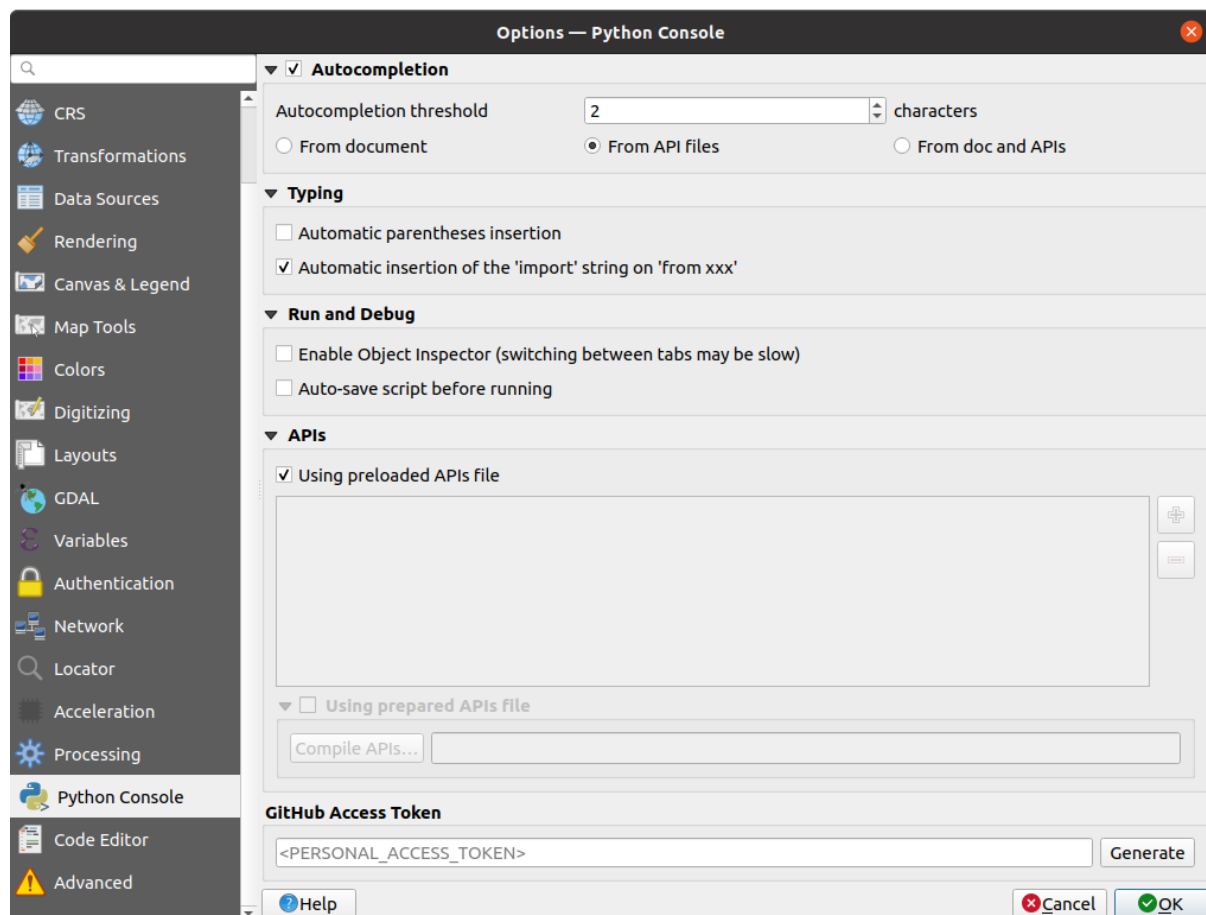 Options — Python Console
CRS
Transformations
Data Sources
Rendering
Canvas & Legend
Map Tools
Colors
Digitizing
Layouts
GDAL
Variables
Authentication
Network
Locator
Acceleration
Processing
Python Console
Code Editor
Advanced
Autocompletion
Autocompletion threshold 2 characters
From document From API files From doc and APIs
Typing
Automatic parentheses insertion
Automatic insertion of the 'import' string on 'from xxx'
Run and Debug
Enable Object Inspector (switching between tabs may be slow)
Auto-save script before running
APIs
Using preloaded APIs file
Using prepared APIs file
Compile APIs...
GitHub Access Token
<PERSONAL_ACCESS_TOKEN> Generate
Help Cancel OK